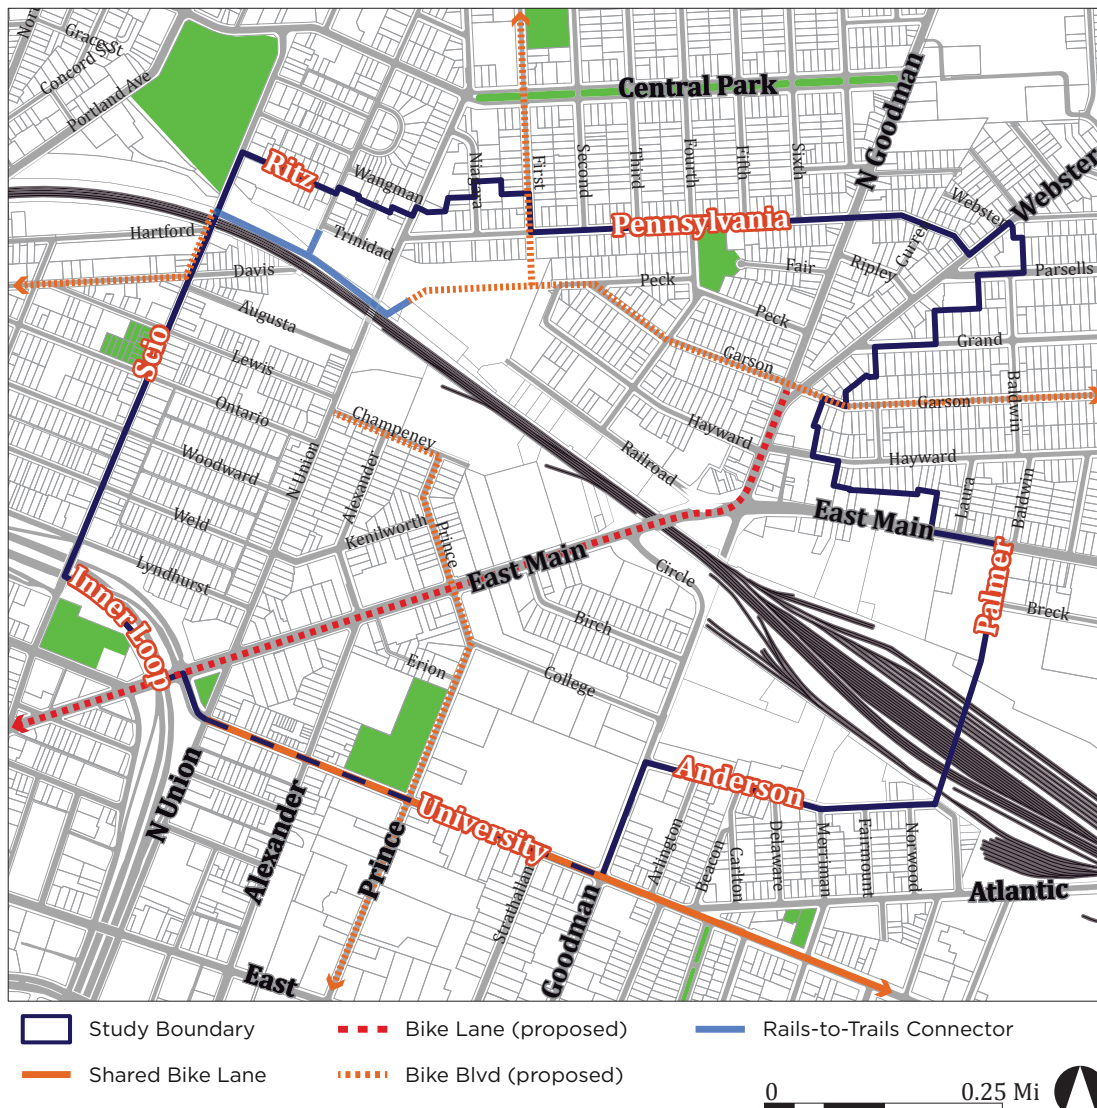 Nor
Grace St
Concord St
Portland Ave
Central Park
N Goodman
Ritz
Wangman
Niagara
First
Second
Third
Fourth
Fifth
Sixth
Webster
Webster
Pennsylvania
Hartford
Trinidad
Davis
Peck
Fair
Ripley
Parsells
Augusta
Peck
Scio
Lewis
Garson
Grand
Baldwin
Ontario
Champeney
Garson
Hayward
Woodward
N Union
Alexander
Railroad
Hayward
Laura
Baldwin
Weld
Kenilworth
Prince
East Main
East Main
Lyndhurst
Circle
Palmer
Inner Loop
Birch
Breck
Erion
College
N Union
Alexander
Prince
University
Anderson
Arlington
Beacon
Carlton
Delaware
Merriman
Farmount
Norwood
Strathallan
Goodman
Atlantic
East
Study Boundary
Bike Lane (proposed)
Rails-to-Trails Connector
Shared Bike Lane
Bike Blvd (proposed)
0 0.25 Mi